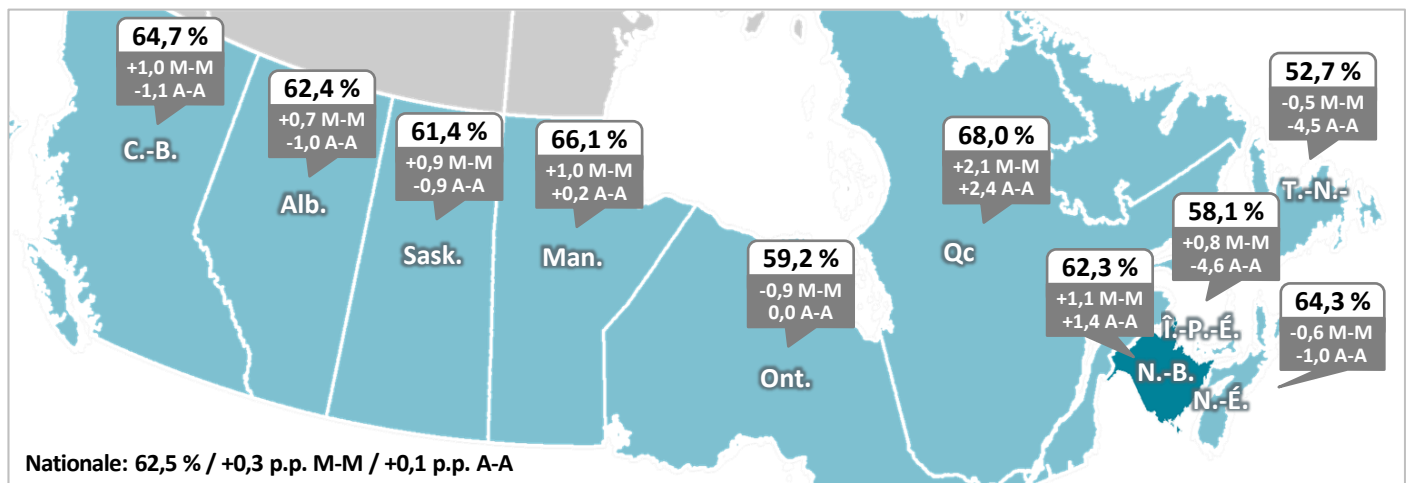 64,7 %
+1,0 M-M
-1,1 A-A
C.-B.
62,4 %
+0,7 M-M
-1,0 A-A
Alb.
61,4 %
+0,9 M-M
-0,9 A-A
Sask.
66,1 %
+1,0 M-M
+0,2 A-A
Man.
59,2 %
-0,9 M-M
0,0 A-A
Ont.
68,0 %
+2,1 M-M
+2,4 A-A
Qc
52,7 %
-0,5 M-M
-4,5 A-A
T.-N.-
58,1 %
+0,8 M-M
-4,6 A-A
Î.-P.-É.
62,3 %
+1,1 M-M
+1,4 A-A
N.-B.
64,3 %
-0,6 M-M
-1,0 A-A
N.-É.
Nationale: 62,5 % / +0,3 p.p. M-M / +0,1 p.p. A-A